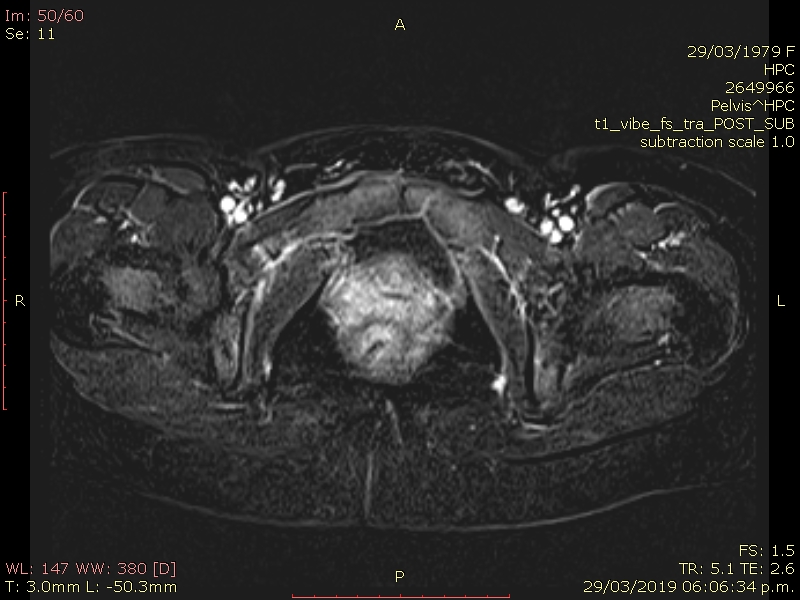 Im: 50/60
Se: 11
A
29/03/1979 F
HPC
2649966
Pelvis^HPC
t1_vibe_fs_tra_POST_SUB
subtraction scale 1.0
R
L
WL: 147 WW: 380 [D]
T: 3.0mm L: -50.3mm
P
FS: 1.5
TR: 5.1 TE: 2.6
29/03/2019 06:06:34 p.m.